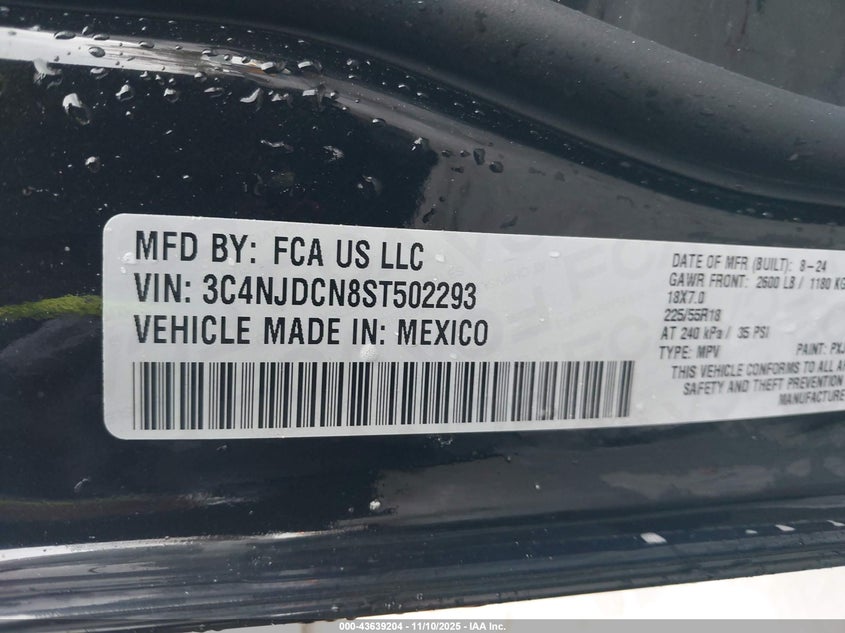 MFD BY: FCA US LLC
VIN: 3C4NJDCN8ST502293
VEHICLE MADE IN: MEXICO
DATE OF MFR (BUILT): 8-24
GAWR FRONT: 2600 LB / 1180 KG
18X7.0
225/55R18
AT 240 kPa / 35 PSI
TYPE: MPV PAINT: PXJ
THIS VEHICLE CONFORMS TO ALL
SAFETY AND THEFT PREVENTION
000-43639204 - 11/10/2025 - IAA Inc.